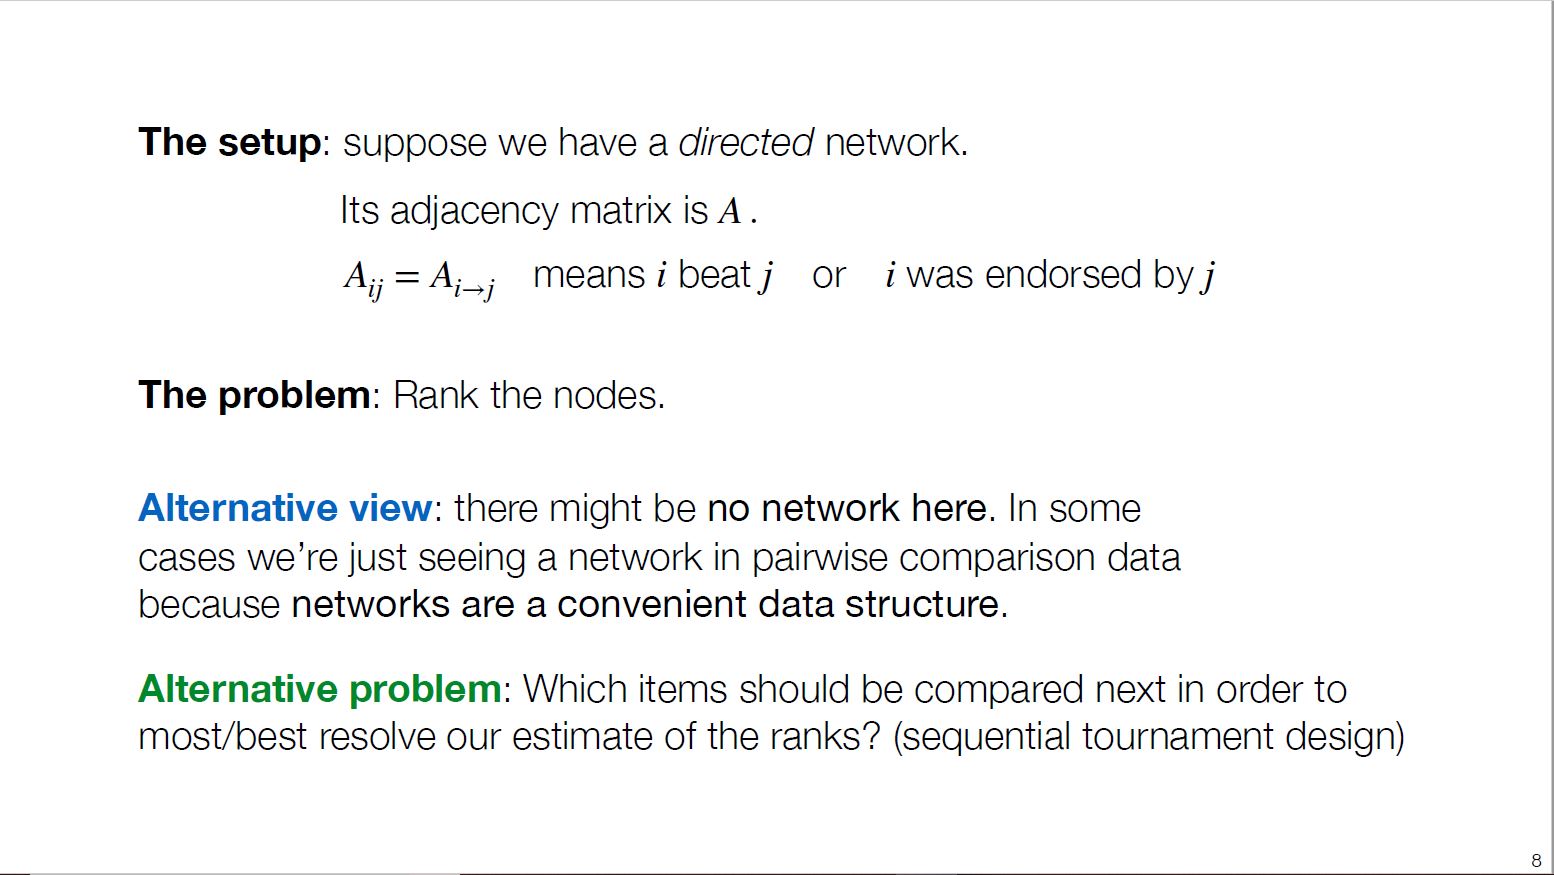 The setup: suppose we have a directed network.
Its adjacency matrix is A .
A_{ij} = A_{i→j} means i beat j or i was endorsed by j
The problem: Rank the nodes.
Alternative view: there might be no network here. In some
cases we’re just seeing a network in pairwise comparison data
because networks are a convenient data structure.
Alternative problem: Which items should be compared next in order to
most/best resolve our estimate of the ranks? (sequential tournament design)
8